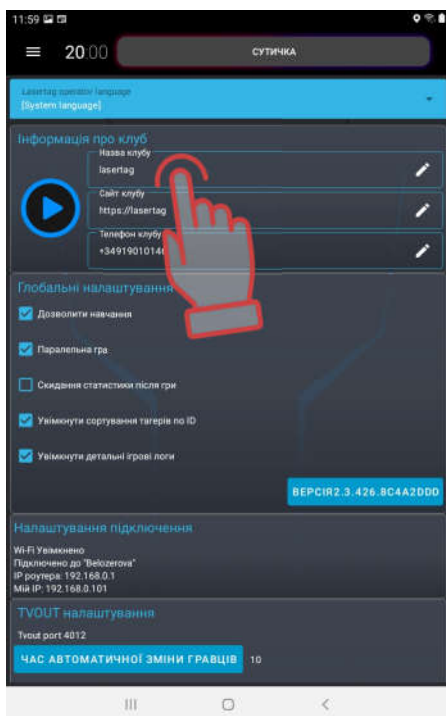 11:59
20:00
СУТИЧКА
Lasertag operator language
[System language]
Інформація про клуб
Назва клубу
lasertag
Сайт клубу
https://lasertag
Телефон клубу
Глобальні налаштування
Дозволити навчання
Паралельна гра
Скидання статистики після гри
Увімкнути сортування тагерів по ID
Увімкнути детальні ігрові логи
ВЕРСІЯ2.3.426.8C4A2DDD
Налаштування підключення
Wi-Fi Увімкнено
Підключено до "Belozerova"
IP роутера: 192.168.0.1
Мій IP: 192.168.0.101
TVOUT налаштування
Tvout port 4012
ЧАС АВТОМАТИЧНОЇ ЗМІНИ ГРАВЦІВ 10